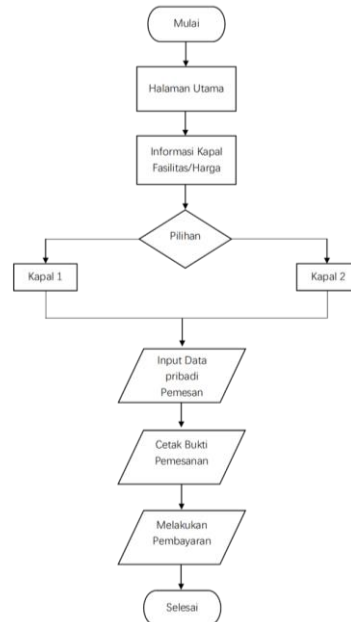 Mulai
Halaman Utama
Informasi Kapal
Fasilitas/Harga
Pilihan
Kapal 1
Kapal 2
Input Data
pribadi
Pemesan
Cetak Bukti
Pemesanan
Melakukan
Pembayaran
Selesai